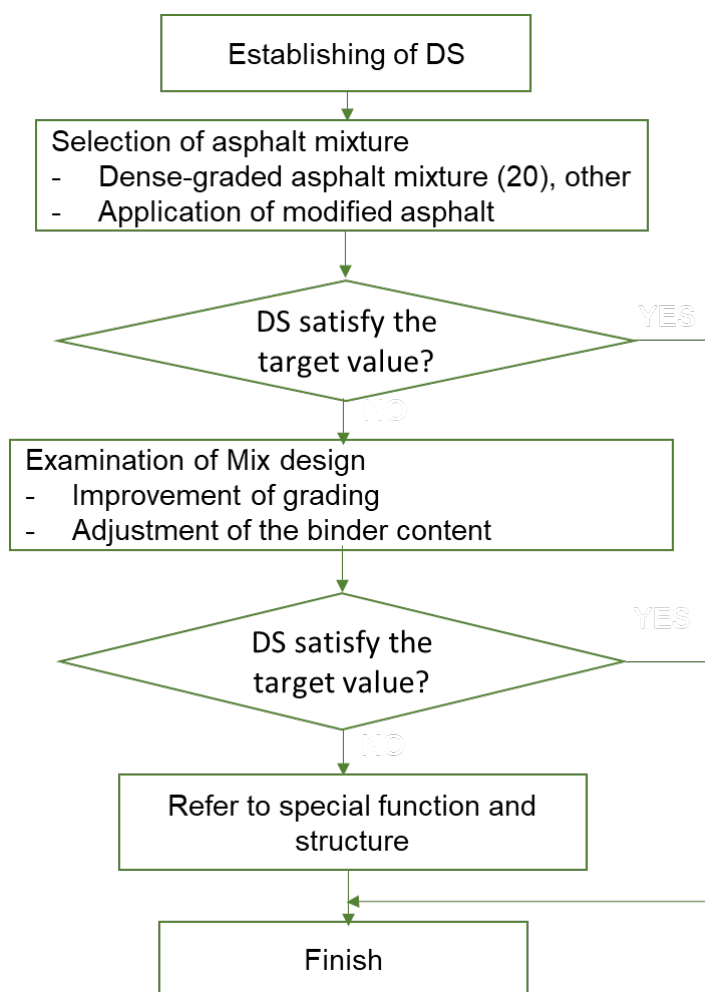 Establishing of DS
Selection of asphalt mixture
- Dense-graded asphalt mixture (20), other
- Application of modified asphalt
DS satisfy the
target value?
YES
NO
Examination of Mix design
- Improvement of grading
- Adjustment of the binder content
DS satisfy the
target value?
YES
NO
Refer to special function and
structure
Finish